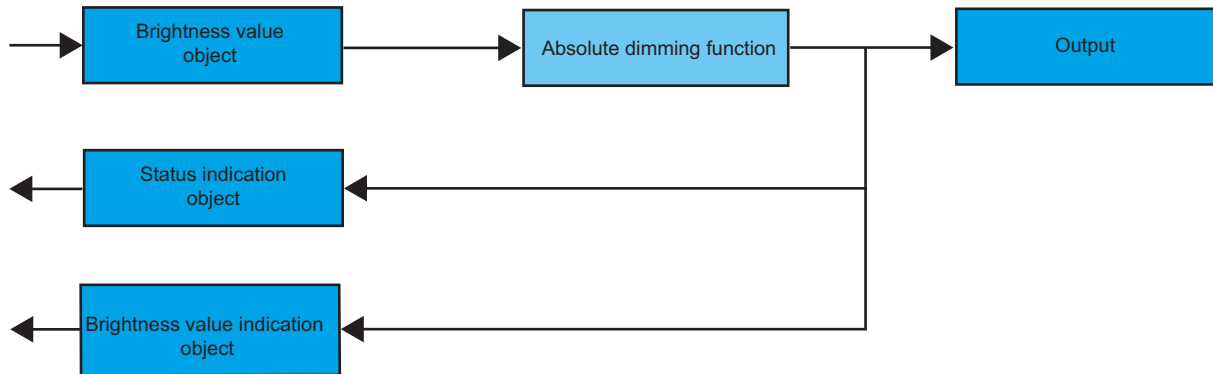 Brightness value
object
Absolute dimming function
Output
Status indication
object
Brightness value indication
object